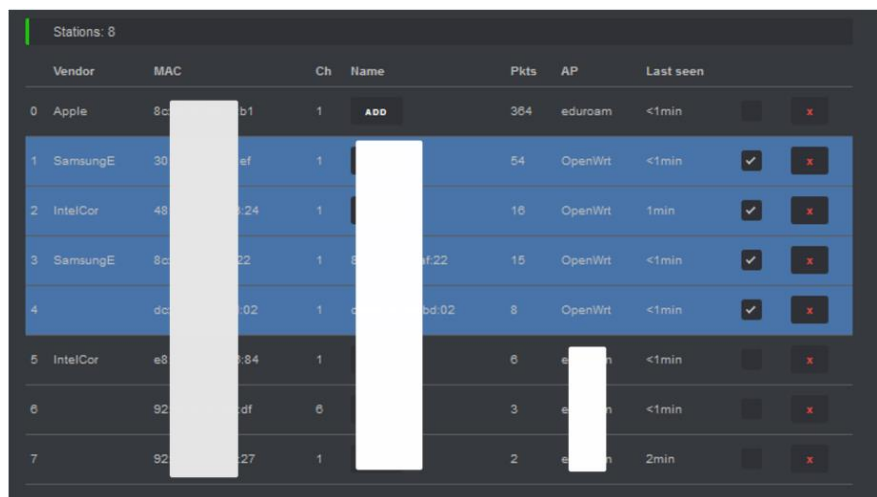 Stations: 8
Vendor MAC Ch Name Pkts AP Last seen
0 Apple 8c: b1 1 ADD 364 eduroam <1min x
1 SamsungE 30: ef 1 54 OpenWrt <1min x
2 IntelCor 48: :24 1 16 OpenWrt 1min x
3 SamsungE 8c: 22 1 8 af:22 15 OpenWrt <1min x
4 dc: :02 1 bd:02 8 OpenWrt <1min x
5 IntelCor e8: :84 1 6 e <1min x
6 92: :df 6 3 e <1min x
7 92: :27 1 2 e n 2min x